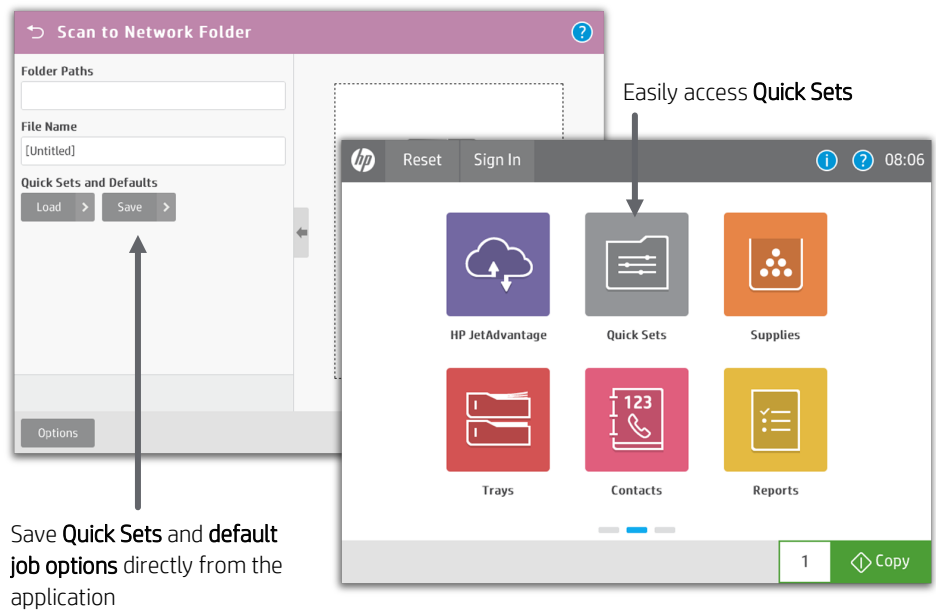 Scan to Network Folder
?
Folder Paths
File Name
[Untitled]
Quick Sets and Defaults
Load >
Save >
Options
Easily access Quick Sets
hp
Reset
Sign In
i
?
08:06
HP JetAdvantage
Quick Sets
Supplies
123
Trays
Contacts
Reports
1
Copy
Save Quick Sets and default
job options directly from the
application